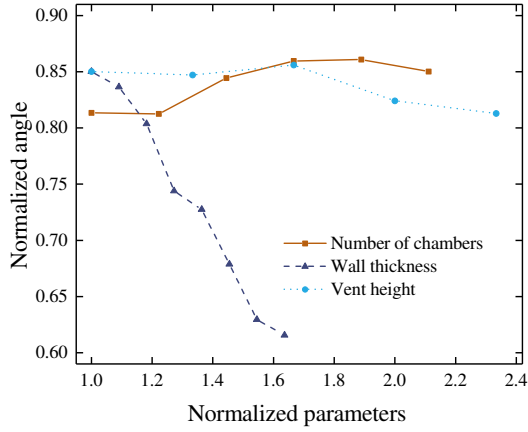 0.90
0.85
0.80
0.75
0.70
0.65
0.60
Normalized angle
Number of chambers
Wall thickness
Vent height
1.0 1.2 1.4 1.6 1.8 2.0 2.2 2.4
Normalized parameters